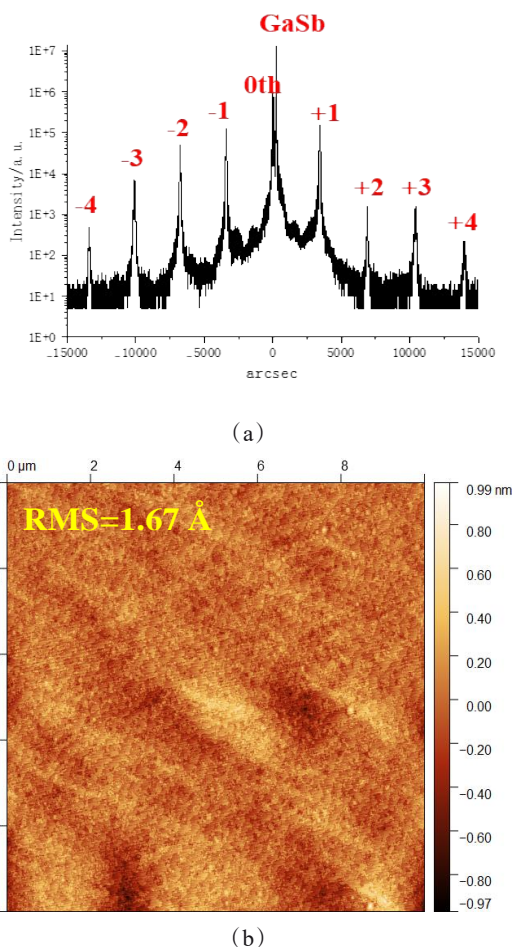 GaSb
1E+7
0th
1E+6
-1
+1
1E+5
-2
-3
1E+4
+2
+3
-4
1E+3
+4
1E+2
1E+1
1E+0
Intensity/a.u.
-15000 -10000 -5000 0 5000 10000 15000
arcsec
(a)
0 µm 2 4 6 8
RMS=1.67 Å
0.99 nm
0.80
0.60
0.40
0.20
0.00
-0.20
-0.40
-0.60
-0.80
-0.97
(b)